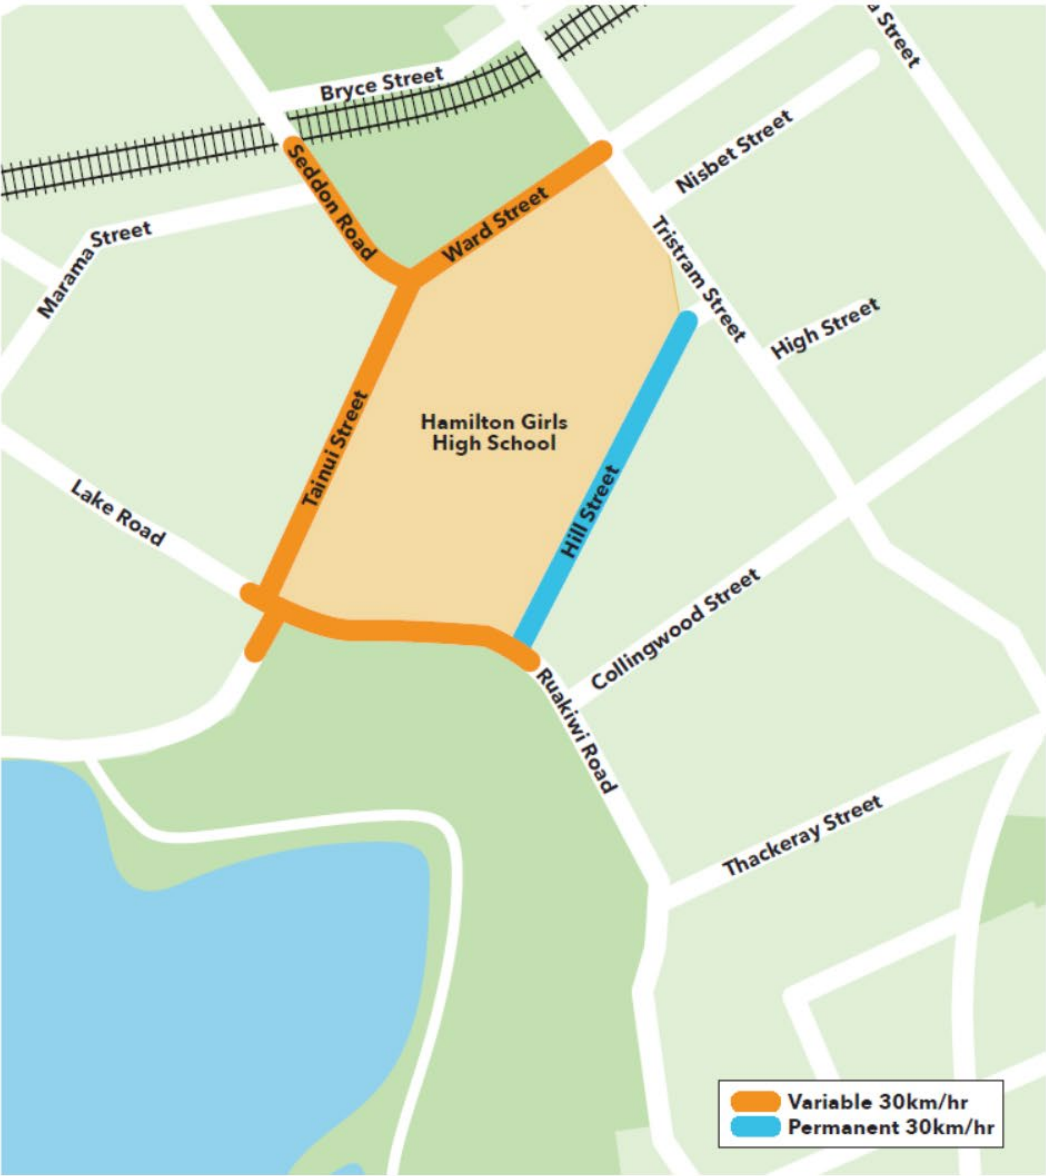 Bryce Street
Seddon Road
Ward Street
Nisbet Street
Street
Marama Street
Tristram Street
High Street
Hamilton Girls
High School
Tainui Street
Hill Street
Lake Road
Collingwood Street
Ruakiwi Road
Thackeray Street
Variable 30km/hr
Permanent 30km/hr